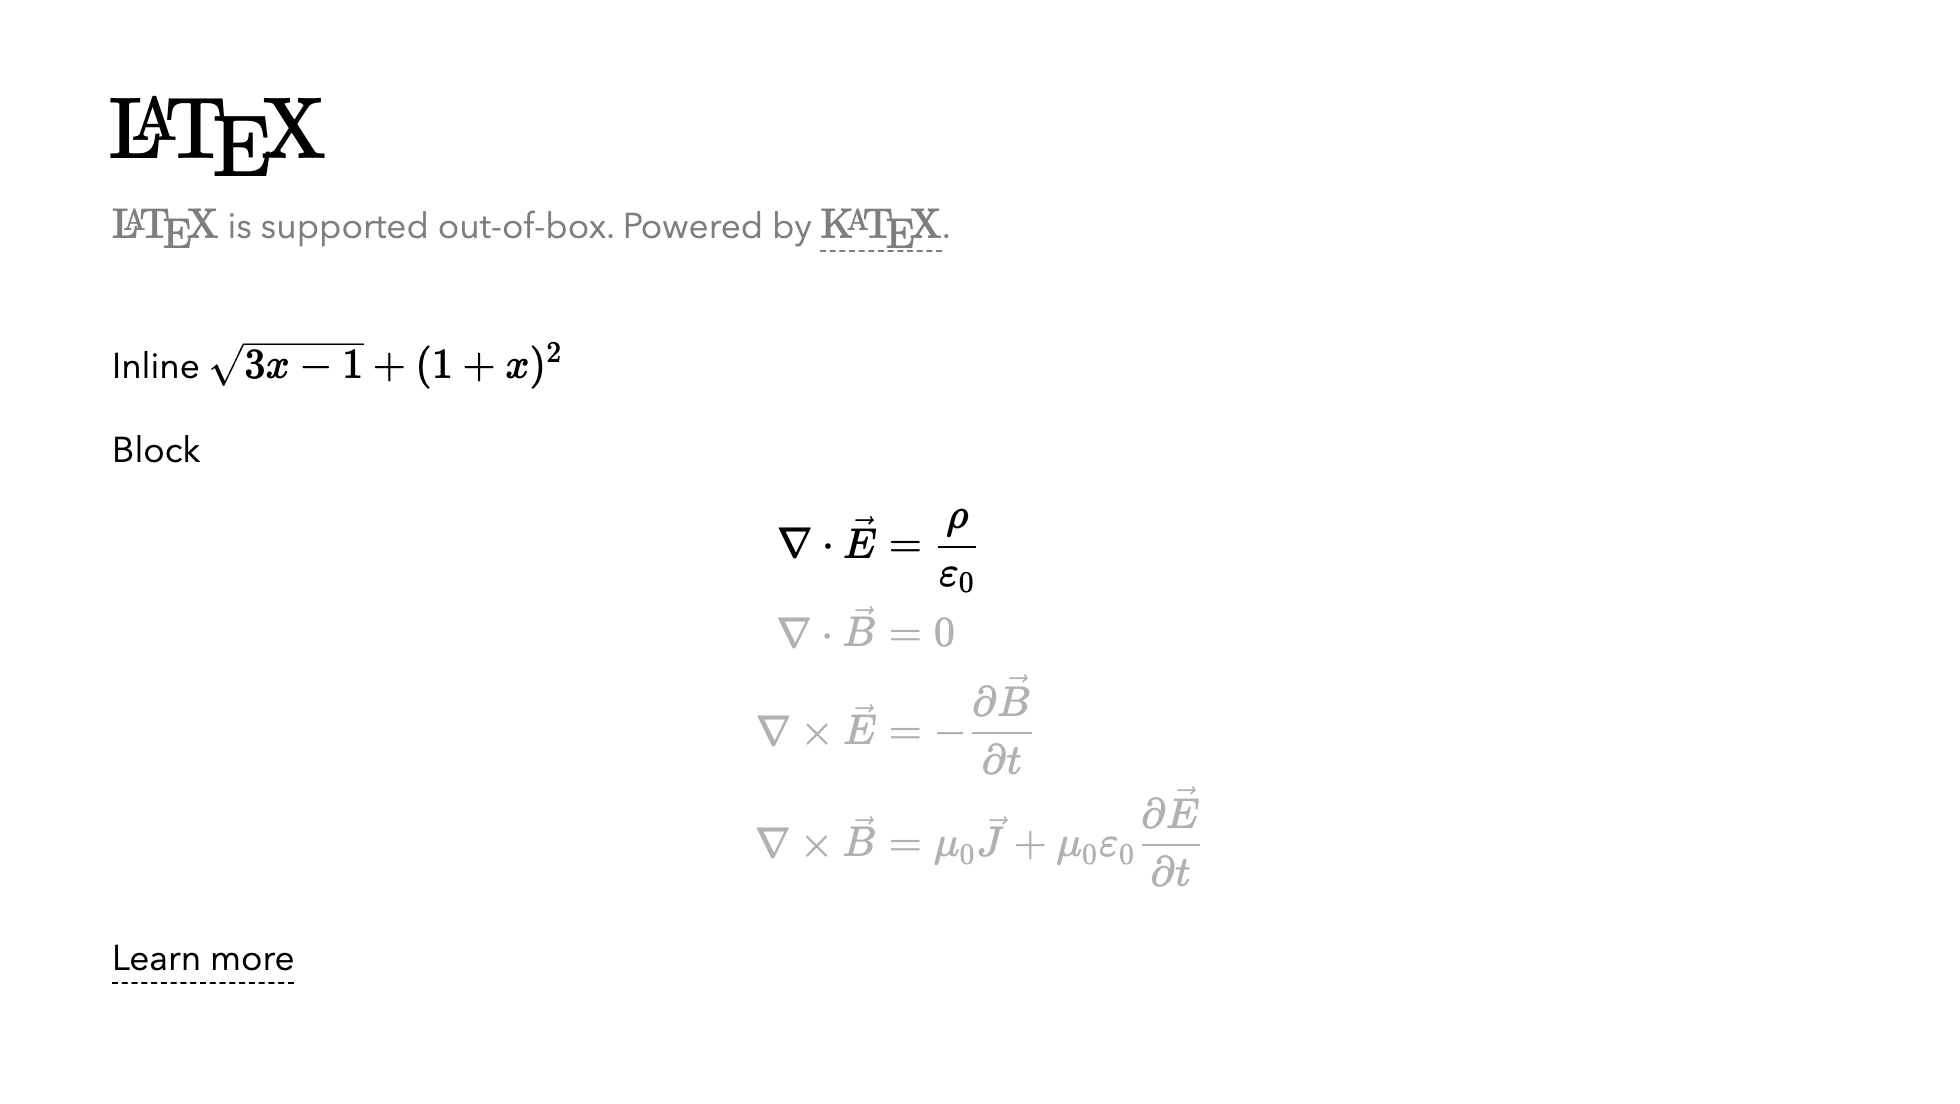 LATEX
LATEX is supported out-of-box. Powered by KATEX.
Inline √(3x − 1) + (1 + x)²
Block
∇ · E⃗ = ρ/ε₀
∇ · B⃗ = 0
∇ × E⃗ = −∂B⃗/∂t
∇ × B⃗ = μ₀J⃗ + μ₀ε₀ ∂E⃗/∂t
Learn more